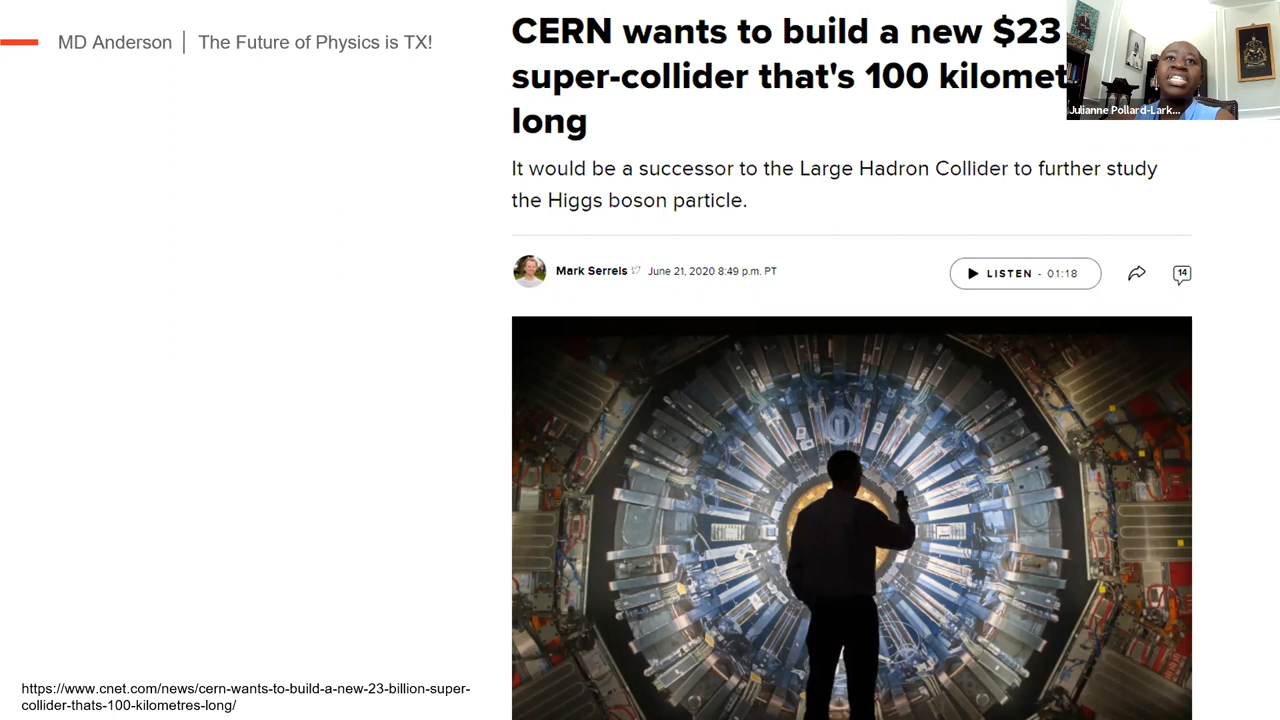 MD Anderson | The Future of Physics is TX!
CERN wants to build a new $23
super-collider that's 100 kilomet
long
It would be a successor to the Large Hadron Collider to further study
the Higgs boson particle.
Mark Serrels June 21, 2020 8:49 p.m. PT
LISTEN - 01:18
14
Julianne Pollard-Lark...
https://www.cnet.com/news/cern-wants-to-build-a-new-23-billion-super-
collider-thats-100-kilometres-long/